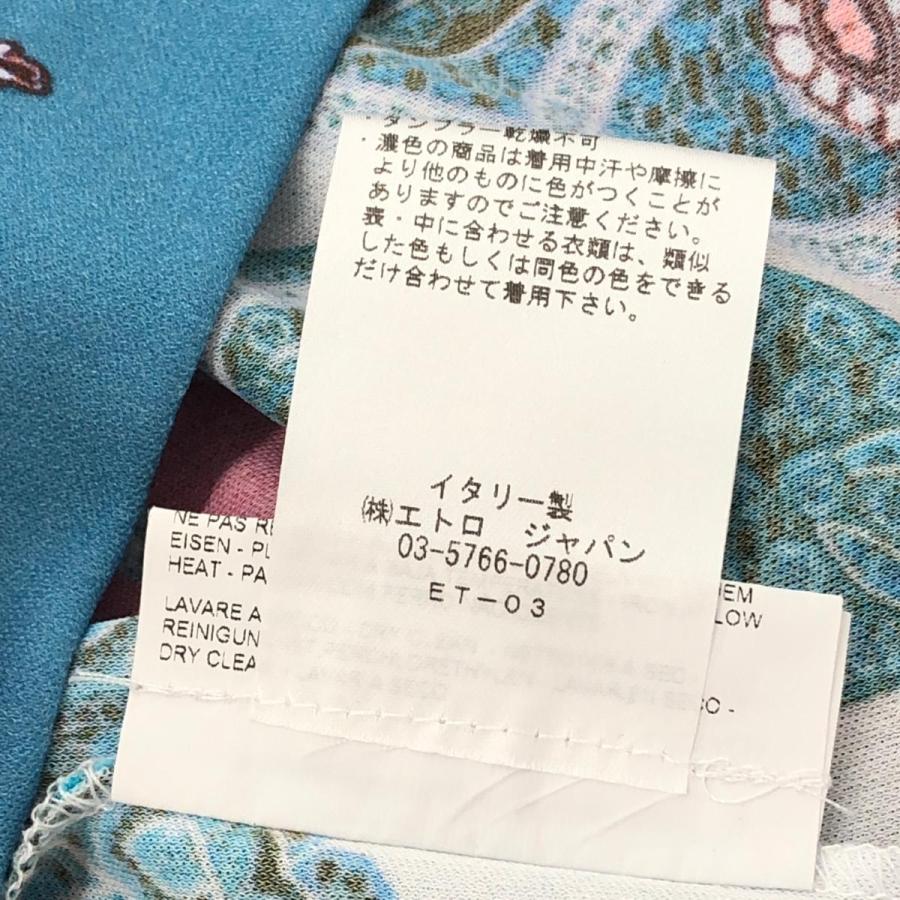 ・タンブラー乾燥不可
・濃色の商品は着用中汗や摩擦に
より他のものに色がつくことが
ありますのでご注意ください。
表・中に合わせる衣類は、類似
した色もしくは同色の色をできる
だけ合わせて着用下さい。
イタリー製
㈱エトロ ジャパン
03-5766-0780
ET-03
NE PAS RE
EISEN - PL
HEAT - PA
LAVARE A
REINIGUN
DRY CLEA
DEM
LOW
CO -